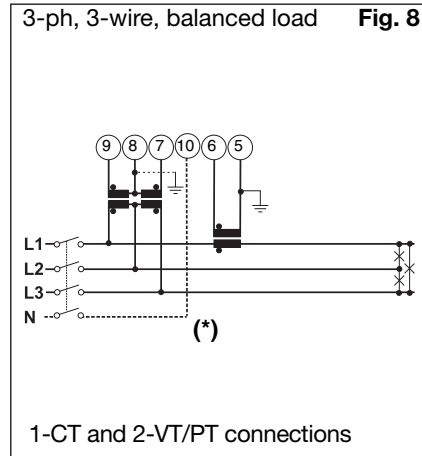 3-ph, 3-wire, balanced load Fig. 8
9 8 7 10 6 5
L1
L2
L3
N
(*)
1-CT and 2-VT/PT connections